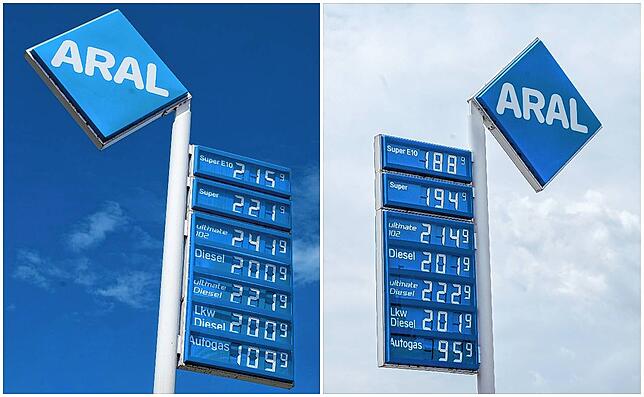 ARAL
Super E10 215⁹
Super 221⁹
ultimate
102 241⁹
Diesel 200⁹
ultimate
Diesel 221⁹
Lkw
Diesel 200⁹
Autogas 109⁹
ARAL
Super E10 188⁹
Super 194⁹
ultimate
102 214⁹
Diesel 201⁹
ultimate
Diesel 222⁹
Lkw
Diesel 201⁹
Autogas 95⁹